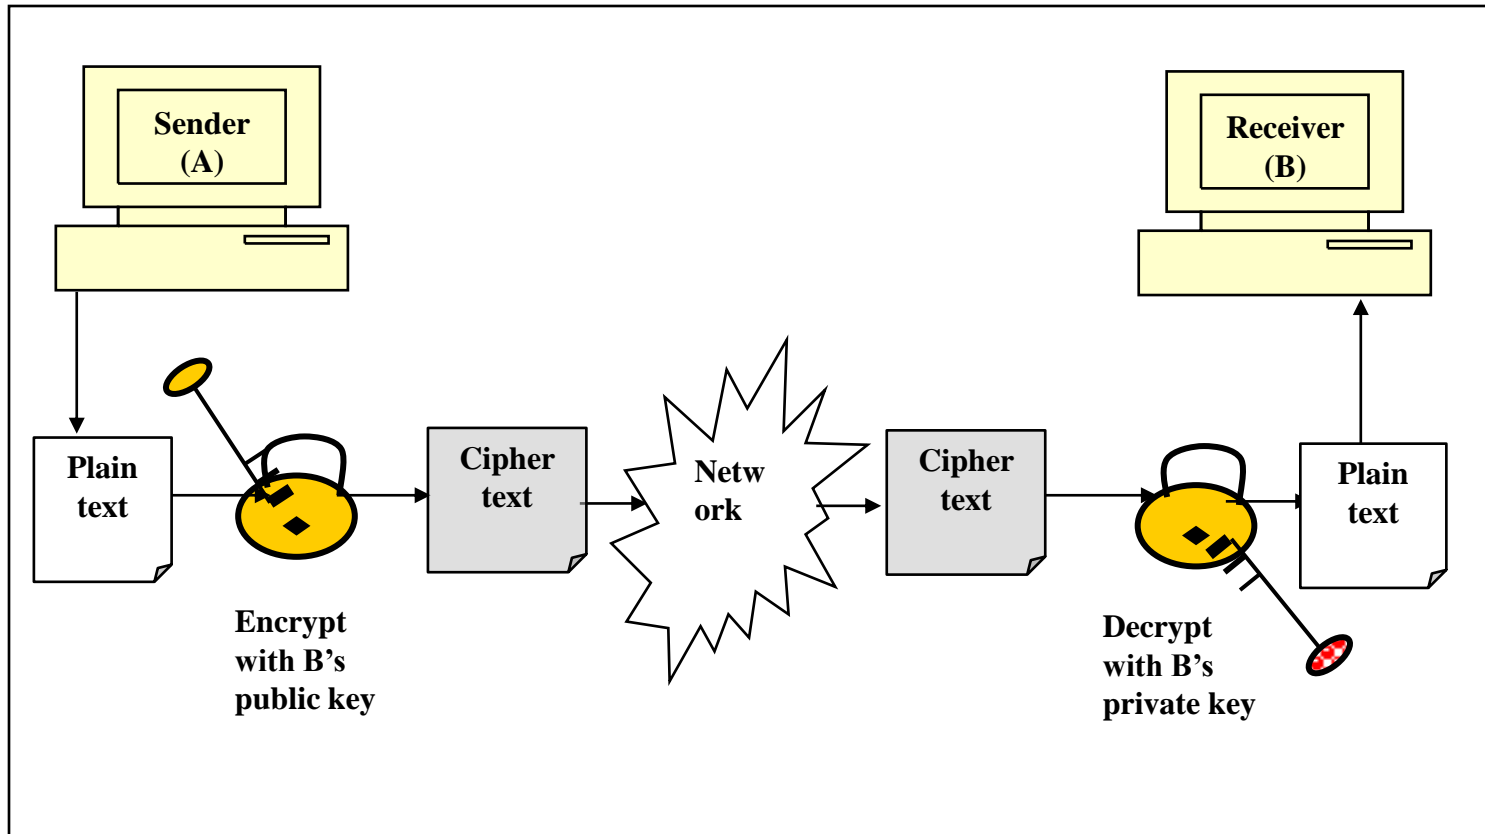 Sender
(A)
Receiver
(B)
Plain
text
Cipher
text
Netw
ork
Cipher
text
Plain
text
Encrypt
with B's
public key
Decrypt
with B's
private key